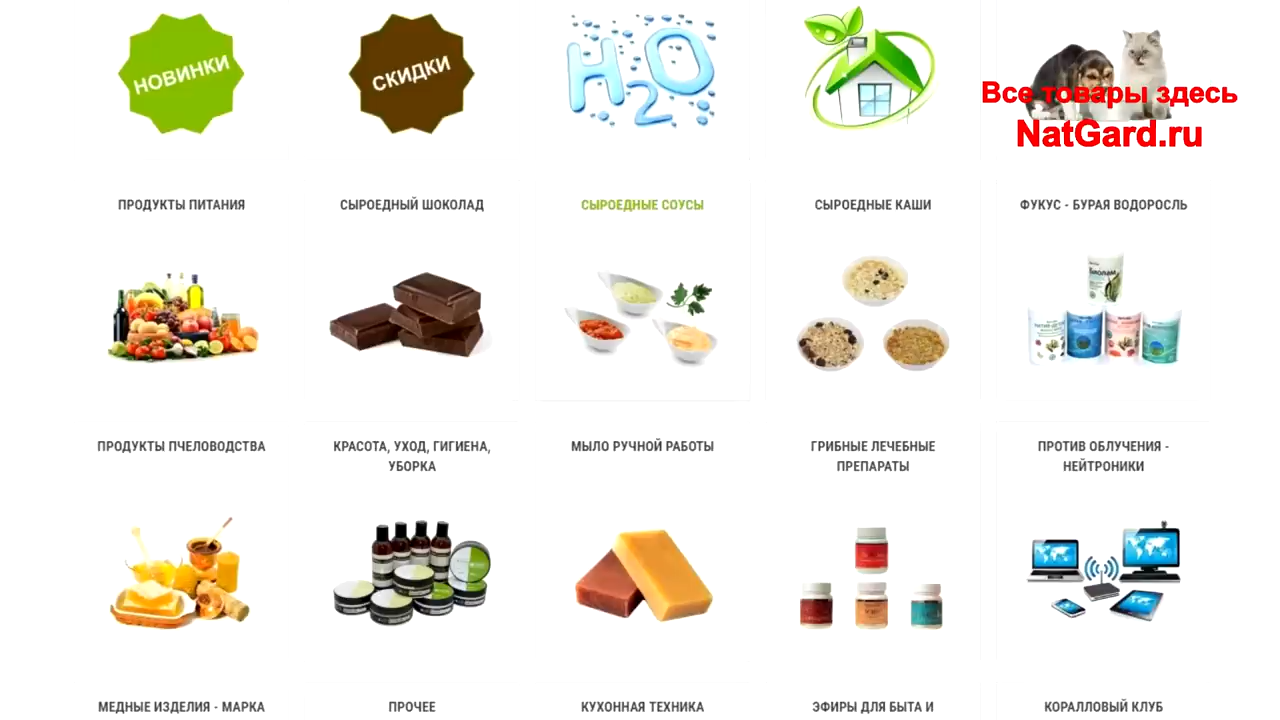 НОВИНКИ
СКИДКИ
H2O
Все товары здесь
NatGard.ru
ПРОДУКТЫ ПИТАНИЯ
СЫРОЕДНЫЙ ШОКОЛАД
СЫРОЕДНЫЕ СОУСЫ
СЫРОЕДНЫЕ КАШИ
ФУКУС - БУРАЯ ВОДОРОСЛЬ
ПРОДУКТЫ ПЧЕЛОВОДСТВА
КРАСОТА, УХОД, ГИГИЕНА,
УБОРКА
МЫЛО РУЧНОЙ РАБОТЫ
ГРИБНЫЕ ЛЕЧЕБНЫЕ
ПРЕПАРАТЫ
ПРОТИВ ОБЛУЧЕНИЯ -
НЕЙТРОНИКИ
МЕДНЫЕ ИЗДЕЛИЯ - МАРКА
ПРОЧЕЕ
КУХОННАЯ ТЕХНИКА
ЭФИРЫ ДЛЯ БЫТА И
КОРАЛЛОВЫЙ КЛУБ